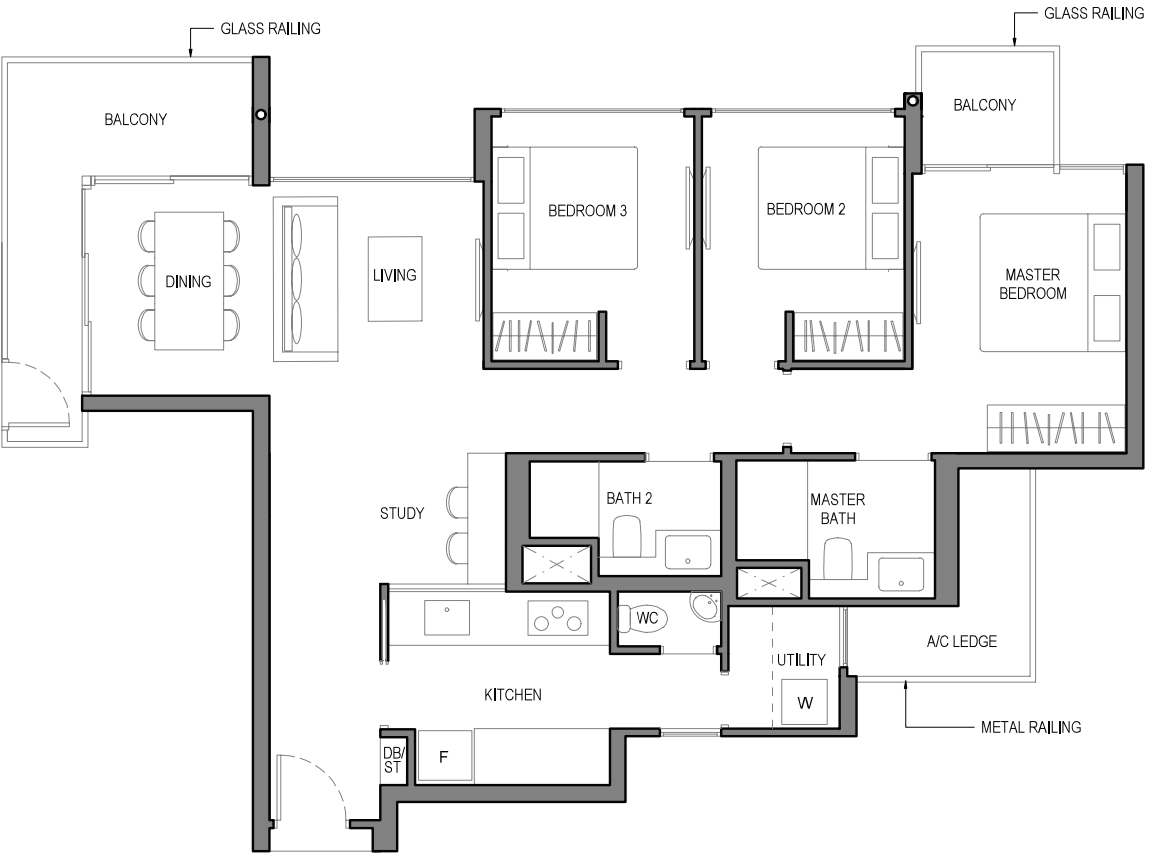 GLASS RAILING
GLASS RAILING
BALCONY
BALCONY
BEDROOM 3
BEDROOM 2
DINING
LIVING
MASTER
BEDROOM
STUDY
BATH 2
MASTER
BATH
WC
UTILITY
A/C LEDGE
KITCHEN
W
METAL RAILING
DB/
ST
F